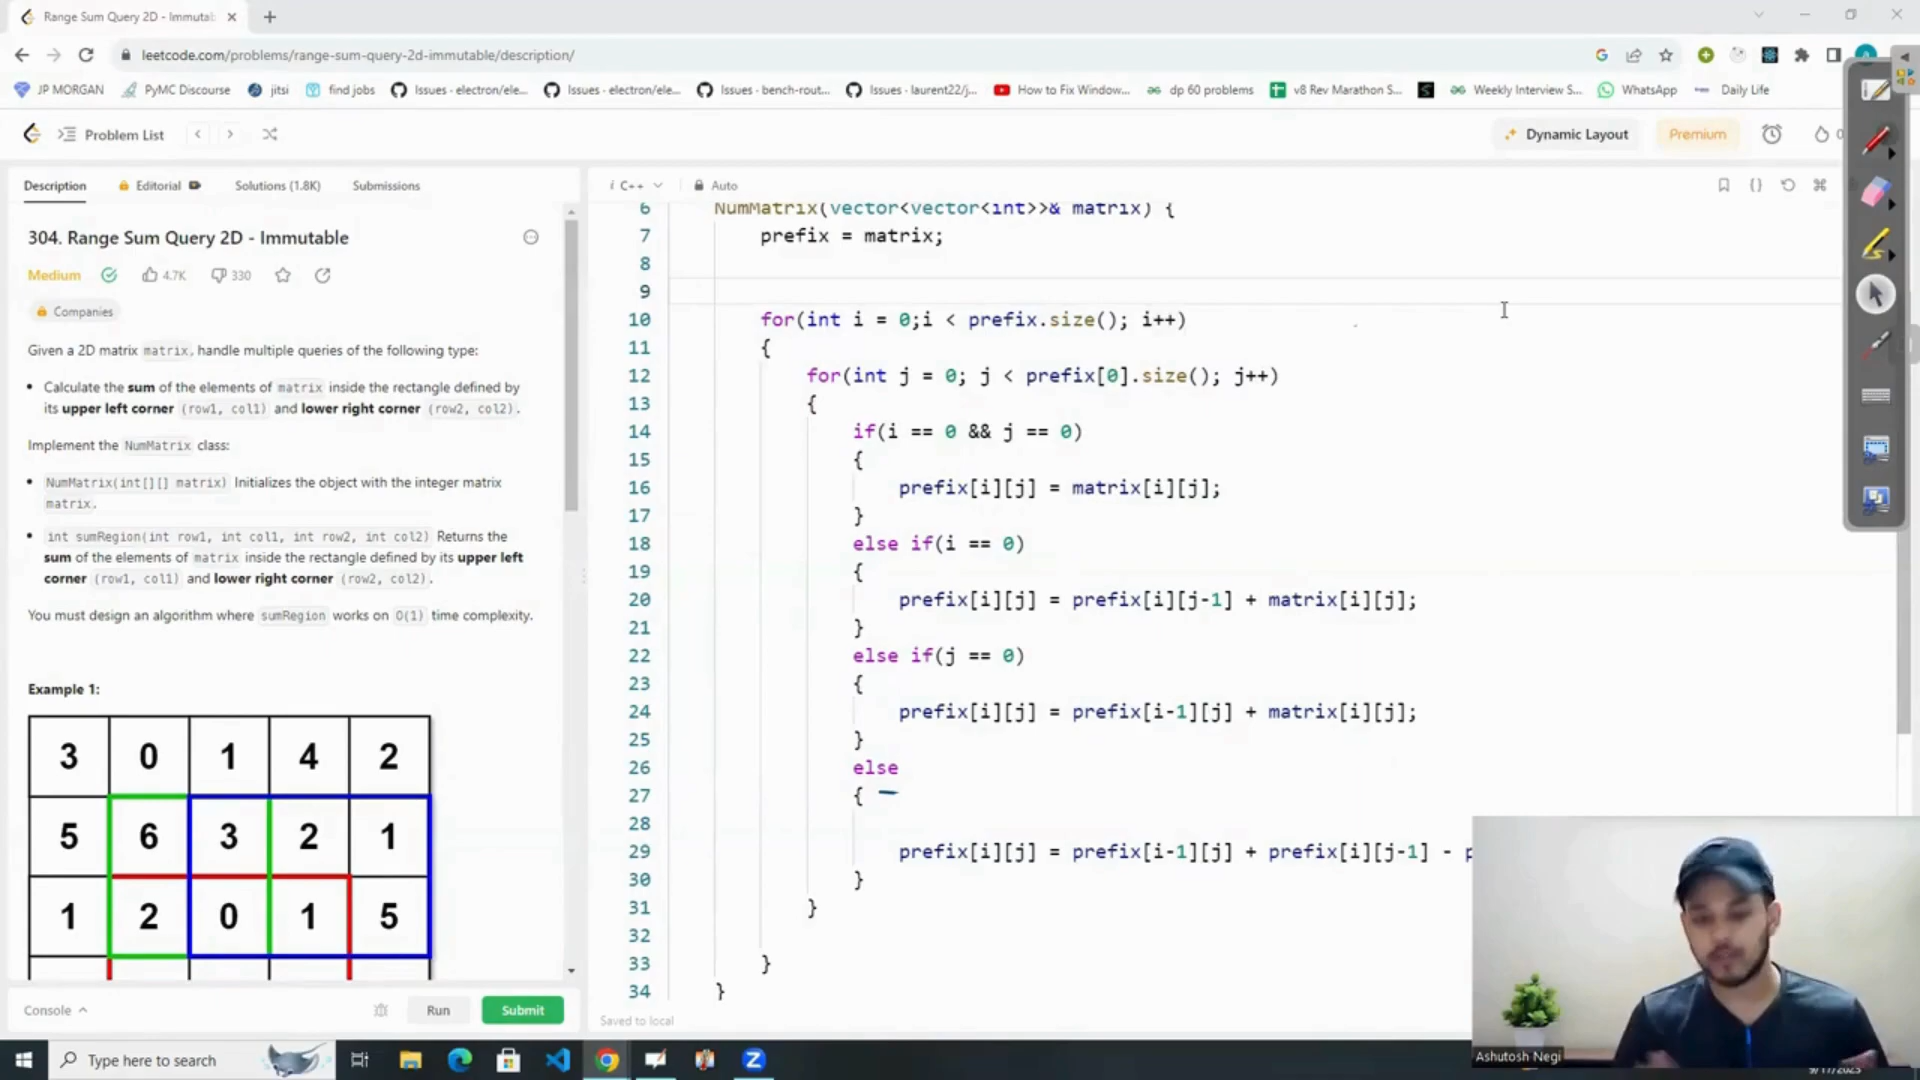 Range Sum Query 2D - Immutab
leetcode.com/problems/range-sum-query-2d-immutable/description/
JP MORGAN
PyMC Discourse
jitsi
find jobs
Issues · electron/ele...
Issues · electron/ele...
Issues · bench-rout...
Issues · laurent22/j...
How to Fix Window...
dp 60 problems
v8 Rev Marathon S...
Weekly Interview S...
WhatsApp
Daily Life
Problem List
Dynamic Layout
Premium
0
Description
Editorial
Solutions (1.8K)
Submissions
304. Range Sum Query 2D - Immutable
Medium
4.7K
330
Companies
Given a 2D matrix matrix, handle multiple queries of the following type:
• Calculate the sum of the elements of matrix inside the rectangle defined by
its upper left corner (row1, col1) and lower right corner (row2, col2).
Implement the NumMatrix class:
• NumMatrix(int[][] matrix) Initializes the object with the integer matrix
matrix.
• int sumRegion(int row1, int col1, int row2, int col2) Returns the
sum of the elements of matrix inside the rectangle defined by its upper left
corner (row1, col1) and lower right corner (row2, col2).
You must design an algorithm where sumRegion works on O(1) time complexity.
Example 1:
3 0 1 4 2
5 6 3 2 1
1 2 0 1 5
Console
Run
Submit
i C++
Auto
6 NumMatrix(vector<vector<int>>& matrix) {
7 prefix = matrix;
8
9
10 for(int i = 0;i < prefix.size(); i++)
11 {
12 for(int j = 0; j < prefix[0].size(); j++)
13 {
14 if(i == 0 && j == 0)
15 {
16 prefix[i][j] = matrix[i][j];
17 }
18 else if(i == 0)
19 {
20 prefix[i][j] = prefix[i][j-1] + matrix[i][j];
21 }
22 else if(j == 0)
23 {
24 prefix[i][j] = prefix[i-1][j] + matrix[i][j];
25 }
26 else
27 {
28
29 prefix[i][j] = prefix[i-1][j] + prefix[i][j-1] - p
30 }
31 }
32
33 }
34 }
Saved to local
Ashutosh Negi
Type here to search